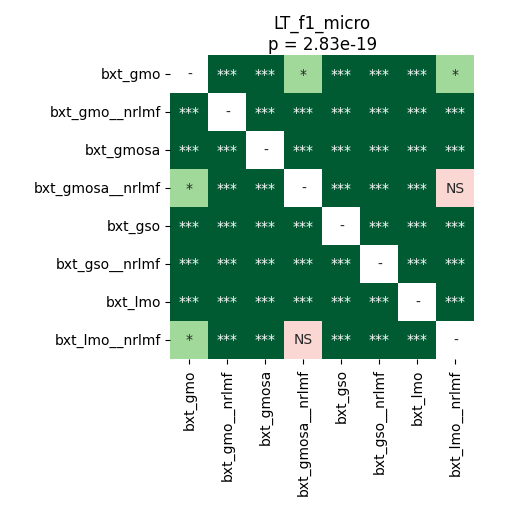 LT_f1_micro
p = 2.83e-19
bxt_gmo - *** *** * *** *** *** *
bxt_gmo__nrlmf *** - *** *** *** *** *** ***
bxt_gmosa *** *** - *** *** *** *** ***
bxt_gmosa__nrlmf * *** *** - *** *** *** NS
bxt_gso *** *** *** *** - *** *** ***
bxt_gso__nrlmf *** *** *** *** *** - *** ***
bxt_lmo *** *** *** *** *** *** - ***
bxt_lmo__nrlmf * *** *** NS *** *** *** -
bxt_gmo
bxt_gmo__nrlmf
bxt_gmosa
bxt_gmosa__nrlmf
bxt_gso
bxt_gso__nrlmf
bxt_lmo
bxt_lmo__nrlmf